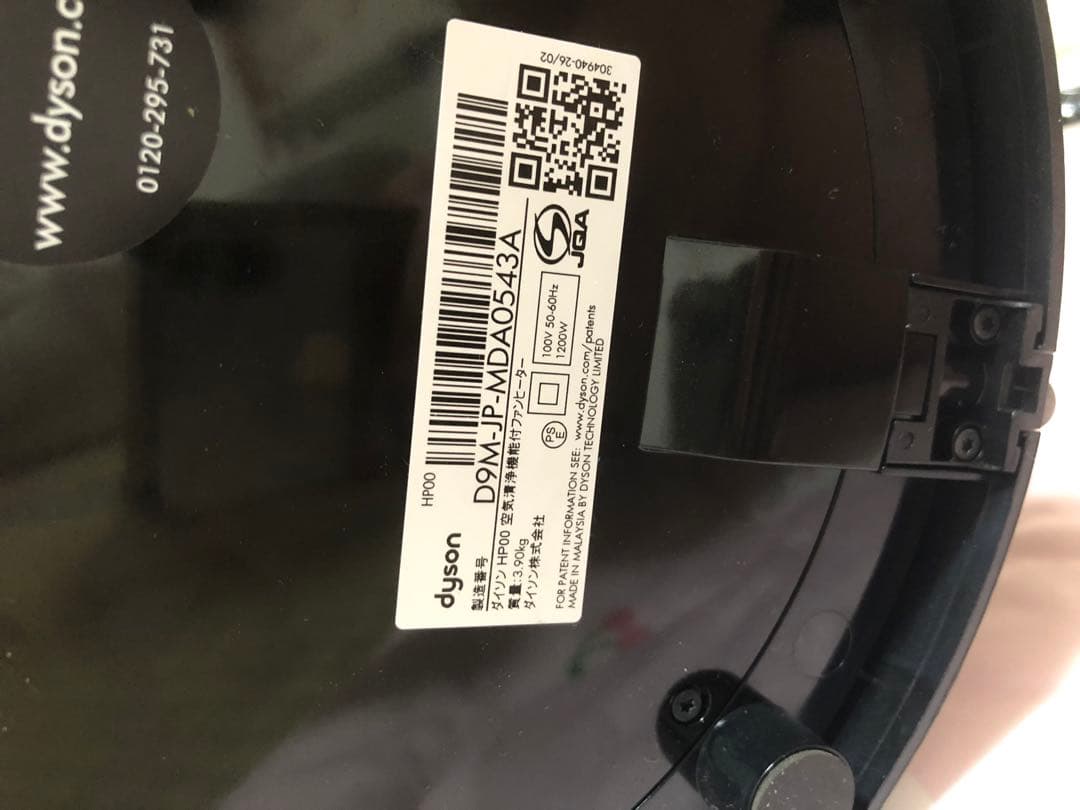 www.dyson.c
0120-295-731
HP00
304940-26/02
dyson
製造番号
D9M-JP-MDA0543A
ダイソン HP00 空気清浄機能付ファンヒーター
質量:3.90kg
ダイソン株式会社
PS
E
100V 50-60Hz
1200W
JQA
FOR PATENT INFORMATION SEE: www.dyson.com/patents
MADE IN MALAYSIA BY DYSON TECHNOLOGY LIMITED